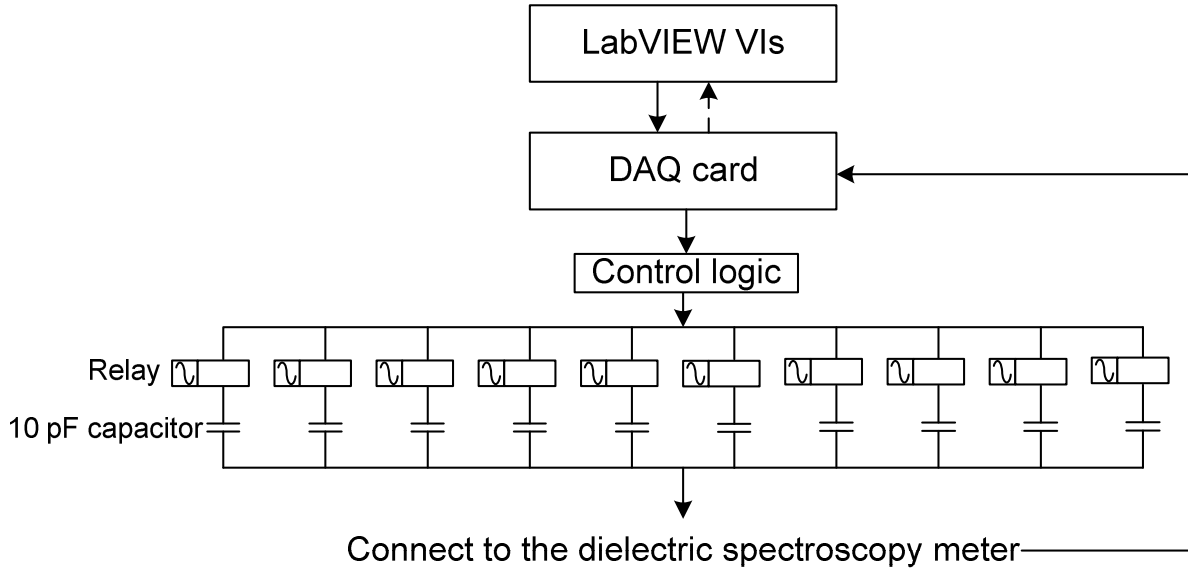 LabVIEW VIs
DAQ card
Control logic
Relay
10 pF capacitor
Connect to the dielectric spectroscopy meter